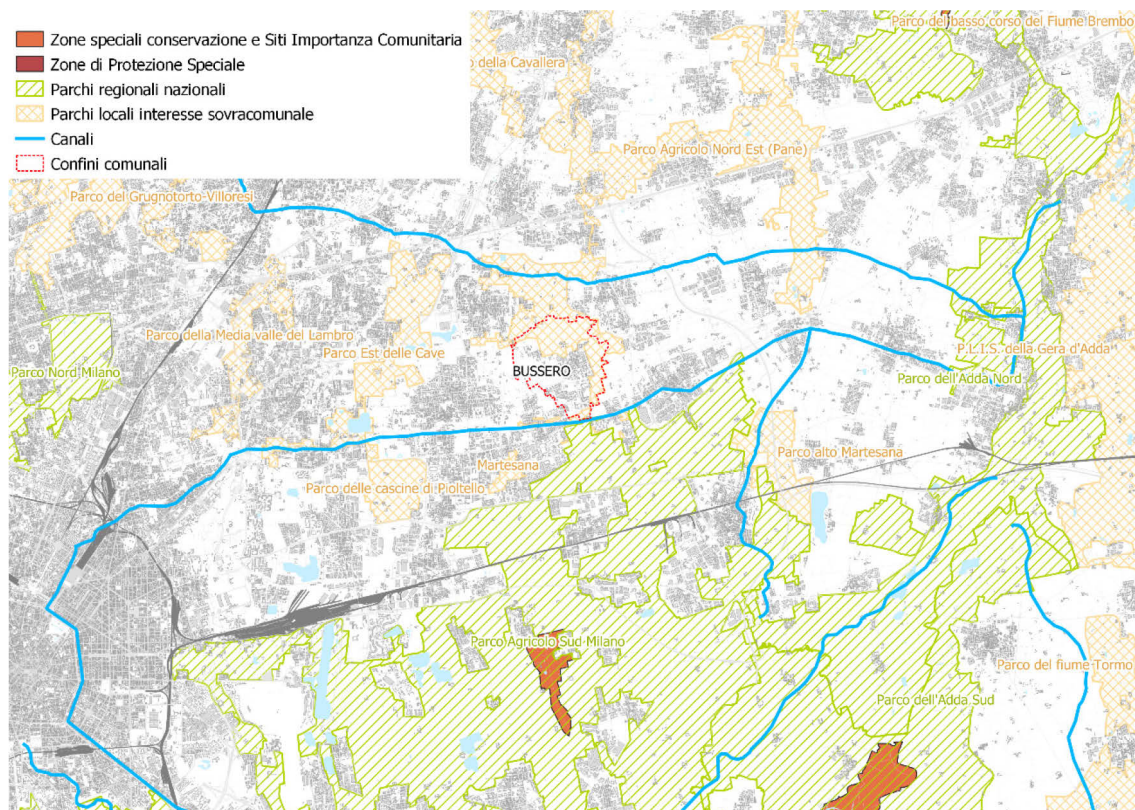 Zone speciali conservazione e Siti Importanza Comunitaria
Zone di Protezione Speciale
Parchi regionali nazionali
Parchi locali interesse sovracomunale
Canali
Confini comunali
Parco del basso corso del Fiume Brembo
della Cavallera
Parco Agricolo Nord Est (Pane)
Parco del Grugnotorto-Villoresi
Parco della Media valle del Lambro
Parco Est delle Cave
Parco Nord Milano
BUSSERO
P.L.I.S. della Gera d'Adda
Parco dell'Adda Nord
Martesana
Parco alto Martesana
Parco delle cascine di Pioltello
Parco Agricolo Sud Milano
Parco del fiume Tormo
Parco dell'Adda Sud